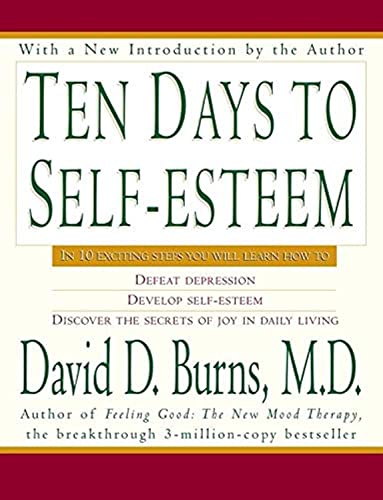 With a New Introduction by the Author
TEN DAYS TO
SELF-ESTEEM
IN 10 EXCITING STEPS YOU WILL LEARN HOW TO
DEFEAT DEPRESSION
DEVELOP SELF-ESTEEM
DISCOVER THE SECRETS OF JOY IN DAILY LIVING
David D. Burns, M.D.
Author of Feeling Good: The New Mood Therapy,
the breakthrough 3-million-copy bestseller